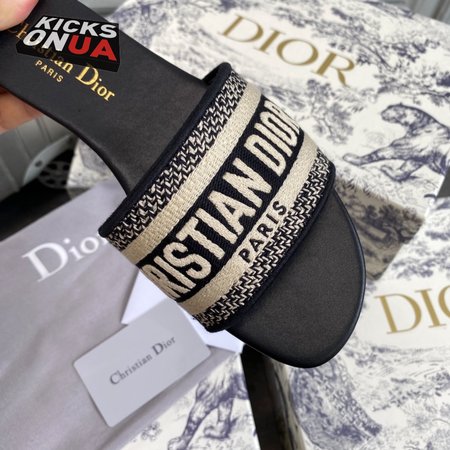 KICKS
ONUA
Christian Dior
PARIS
DIOR
CHRISTIAN DIOR
PARIS
Dior
Christian Dior
DIOR